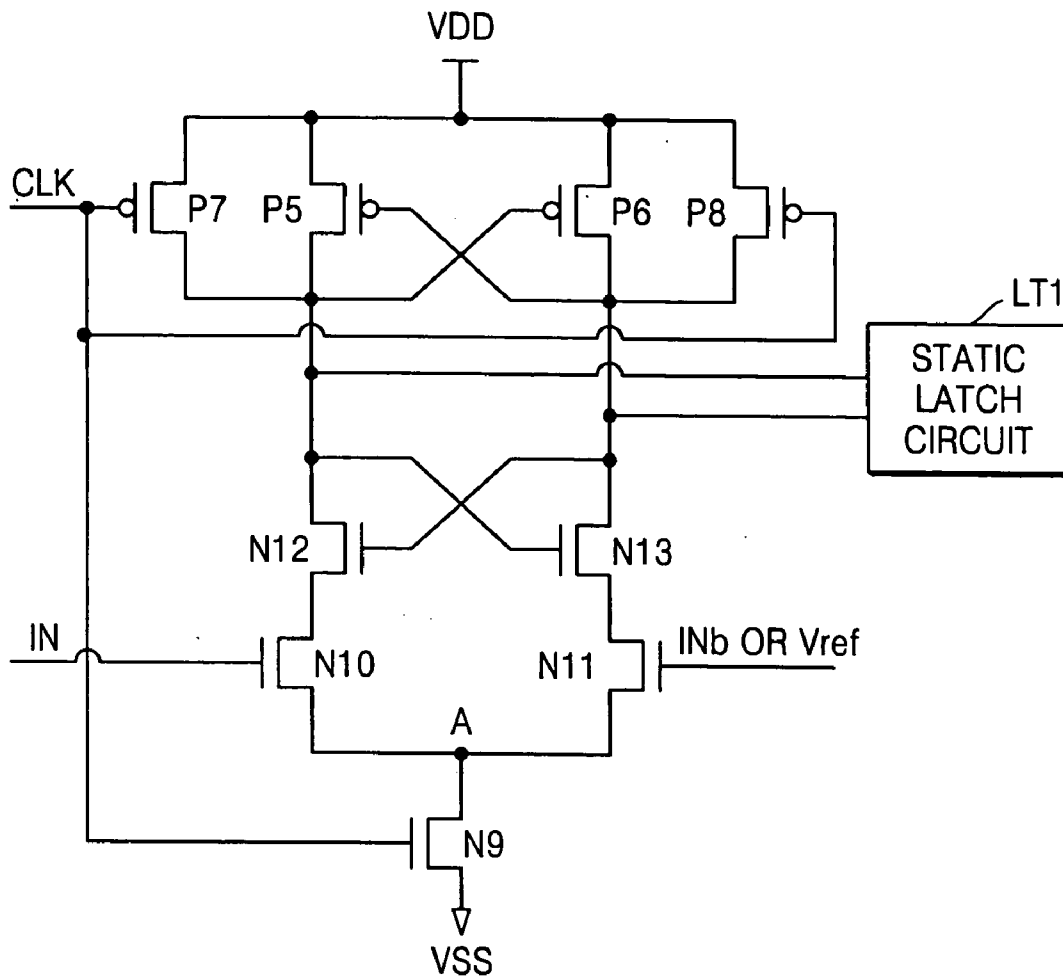 VDD
CLK
P7
P5
P6
P8
LT1
STATIC
LATCH
CIRCUIT
N12
N13
IN
N10
N11
INb OR Vref
A
N9
VSS